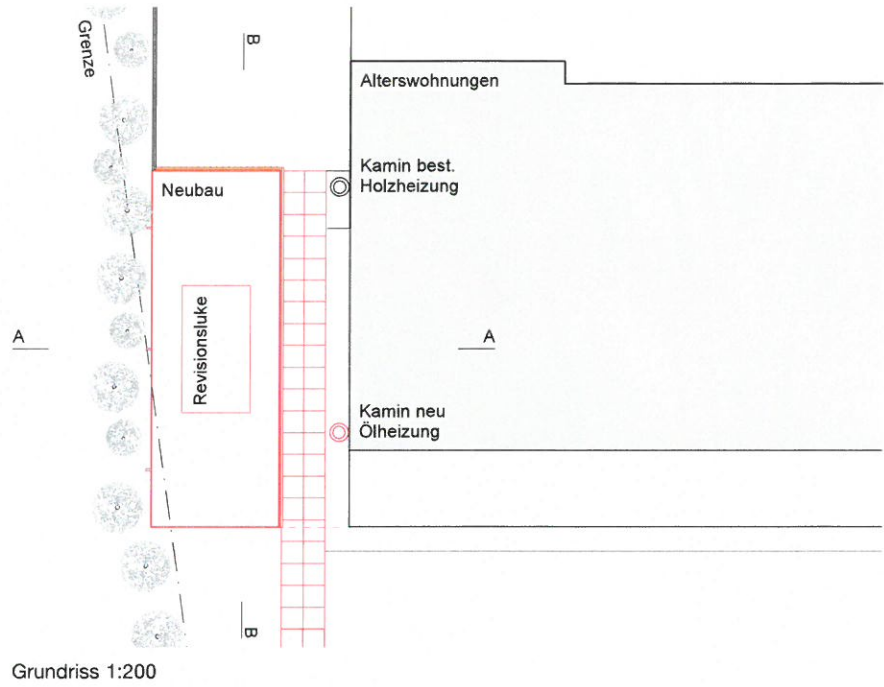 Grenze
B
Alterswohnungen
Kamin best.
Holzheizung
Neubau
A
Revisionsluke
A
Kamin neu
Ölheizung
B
Grundriss 1:200